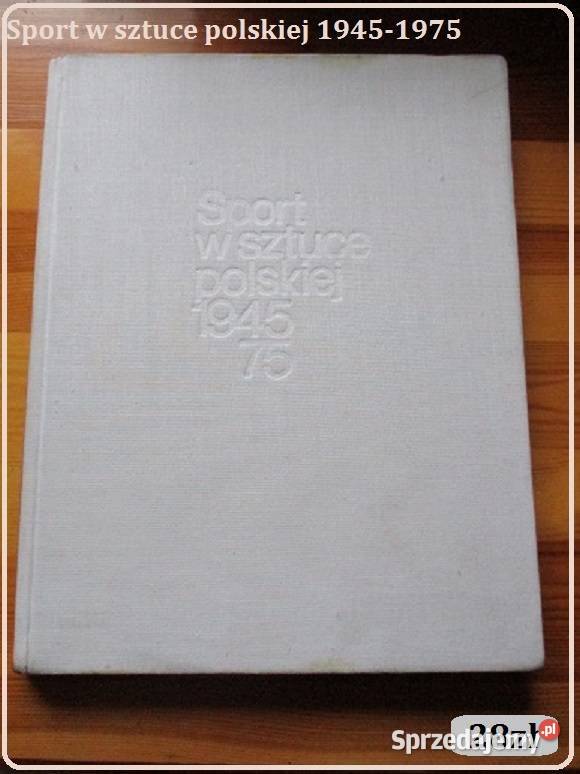 Sport w sztuce polskiej 1945-1975
Sport
w sztuce
polskiej
1945
75
Sprzedajemy.pl